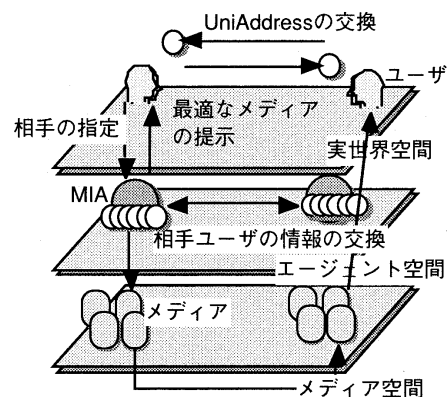 UniAddressの交換
ユーザ
最適なメディア
の提示
相手の指定
実世界空間
MIA
相手ユーザの情報の交換
エージェント空間
メディア
メディア空間